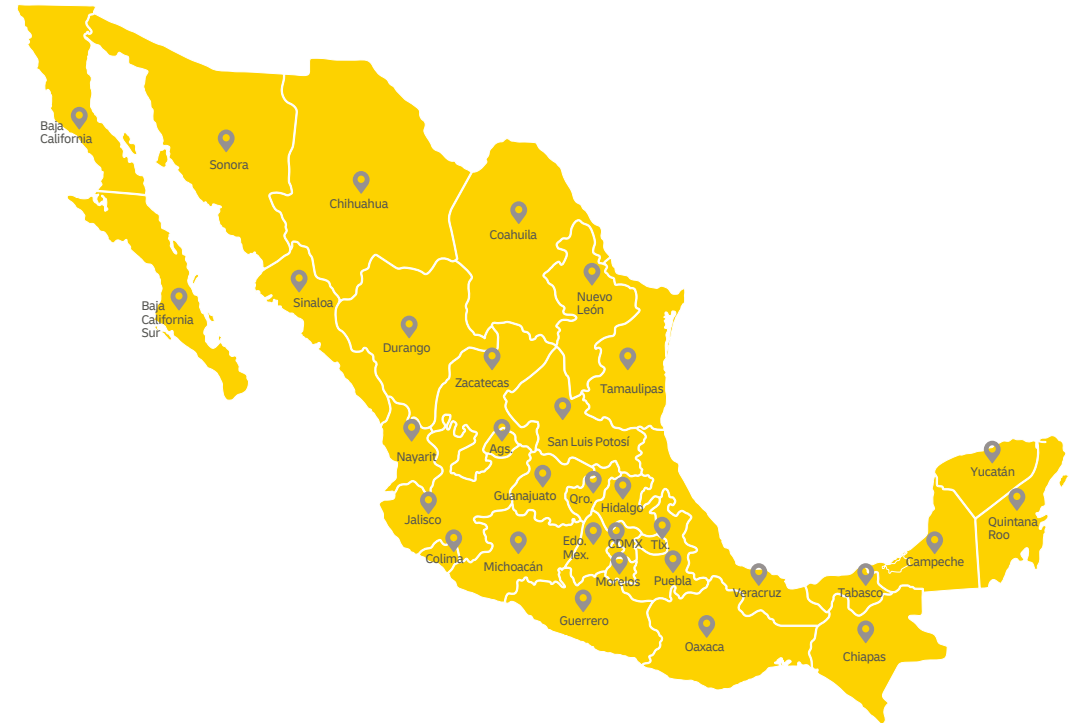 Baja
California
Sonora
Chihuahua
Coahuila
Baja
California
Sur
Sinaloa
Nuevo
León
Durango
Zacatecas
Tamaulipas
Nayarit
Ags.
San Luis Potosí
Yucatán
Jalisco
Guanajuato
Qro.
Hidalgo
Quintana
Roo
Colima
Michoacán
Edo.
Mex.
CDMX
Tlx.
Campeche
Morelos
Puebla
Veracruz
Tabasco
Guerrero
Oaxaca
Chiapas